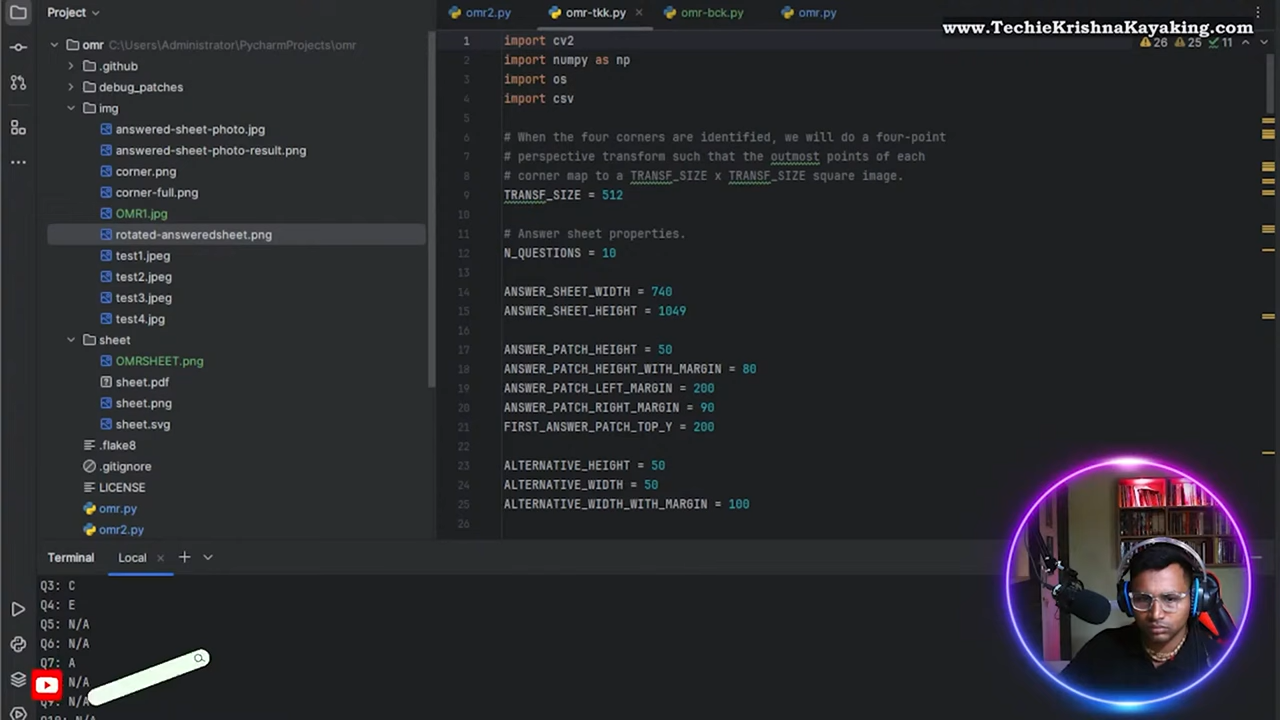 Project
omr2.py
omr-tkk.py
omr-bck.py
omr.py
www.TechieKrishnaKayaking.com
26 25 11
omr C:\Users\Administrator\PycharmProjects\omr
.github
debug_patches
img
answered-sheet-photo.jpg
answered-sheet-photo-result.png
corner.png
corner-full.png
OMR1.jpg
rotated-answeredsheet.png
test1.jpeg
test2.jpeg
test3.jpeg
test4.jpg
sheet
OMRSHEET.png
sheet.pdf
sheet.png
sheet.svg
.flake8
.gitignore
LICENSE
omr.py
omr2.py
1 import cv2
2 import numpy as np
3 import os
4 import csv
5
6 # When the four corners are identified, we will do a four-point
7 # perspective transform such that the outmost points of each
8 # corner map to a TRANSF_SIZE x TRANSF_SIZE square image.
9 TRANSF_SIZE = 512
10
11 # Answer sheet properties.
12 N_QUESTIONS = 10
13
14 ANSWER_SHEET_WIDTH = 740
15 ANSWER_SHEET_HEIGHT = 1049
16
17 ANSWER_PATCH_HEIGHT = 50
18 ANSWER_PATCH_HEIGHT_WITH_MARGIN = 80
19 ANSWER_PATCH_LEFT_MARGIN = 200
20 ANSWER_PATCH_RIGHT_MARGIN = 90
21 FIRST_ANSWER_PATCH_TOP_Y = 200
22
23 ALTERNATIVE_HEIGHT = 50
24 ALTERNATIVE_WIDTH = 50
25 ALTERNATIVE_WIDTH_WITH_MARGIN = 100
26
Terminal
Local
Q3: C
Q4: E
Q5: N/A
Q6: N/A
Q7: A
N/A
N/A